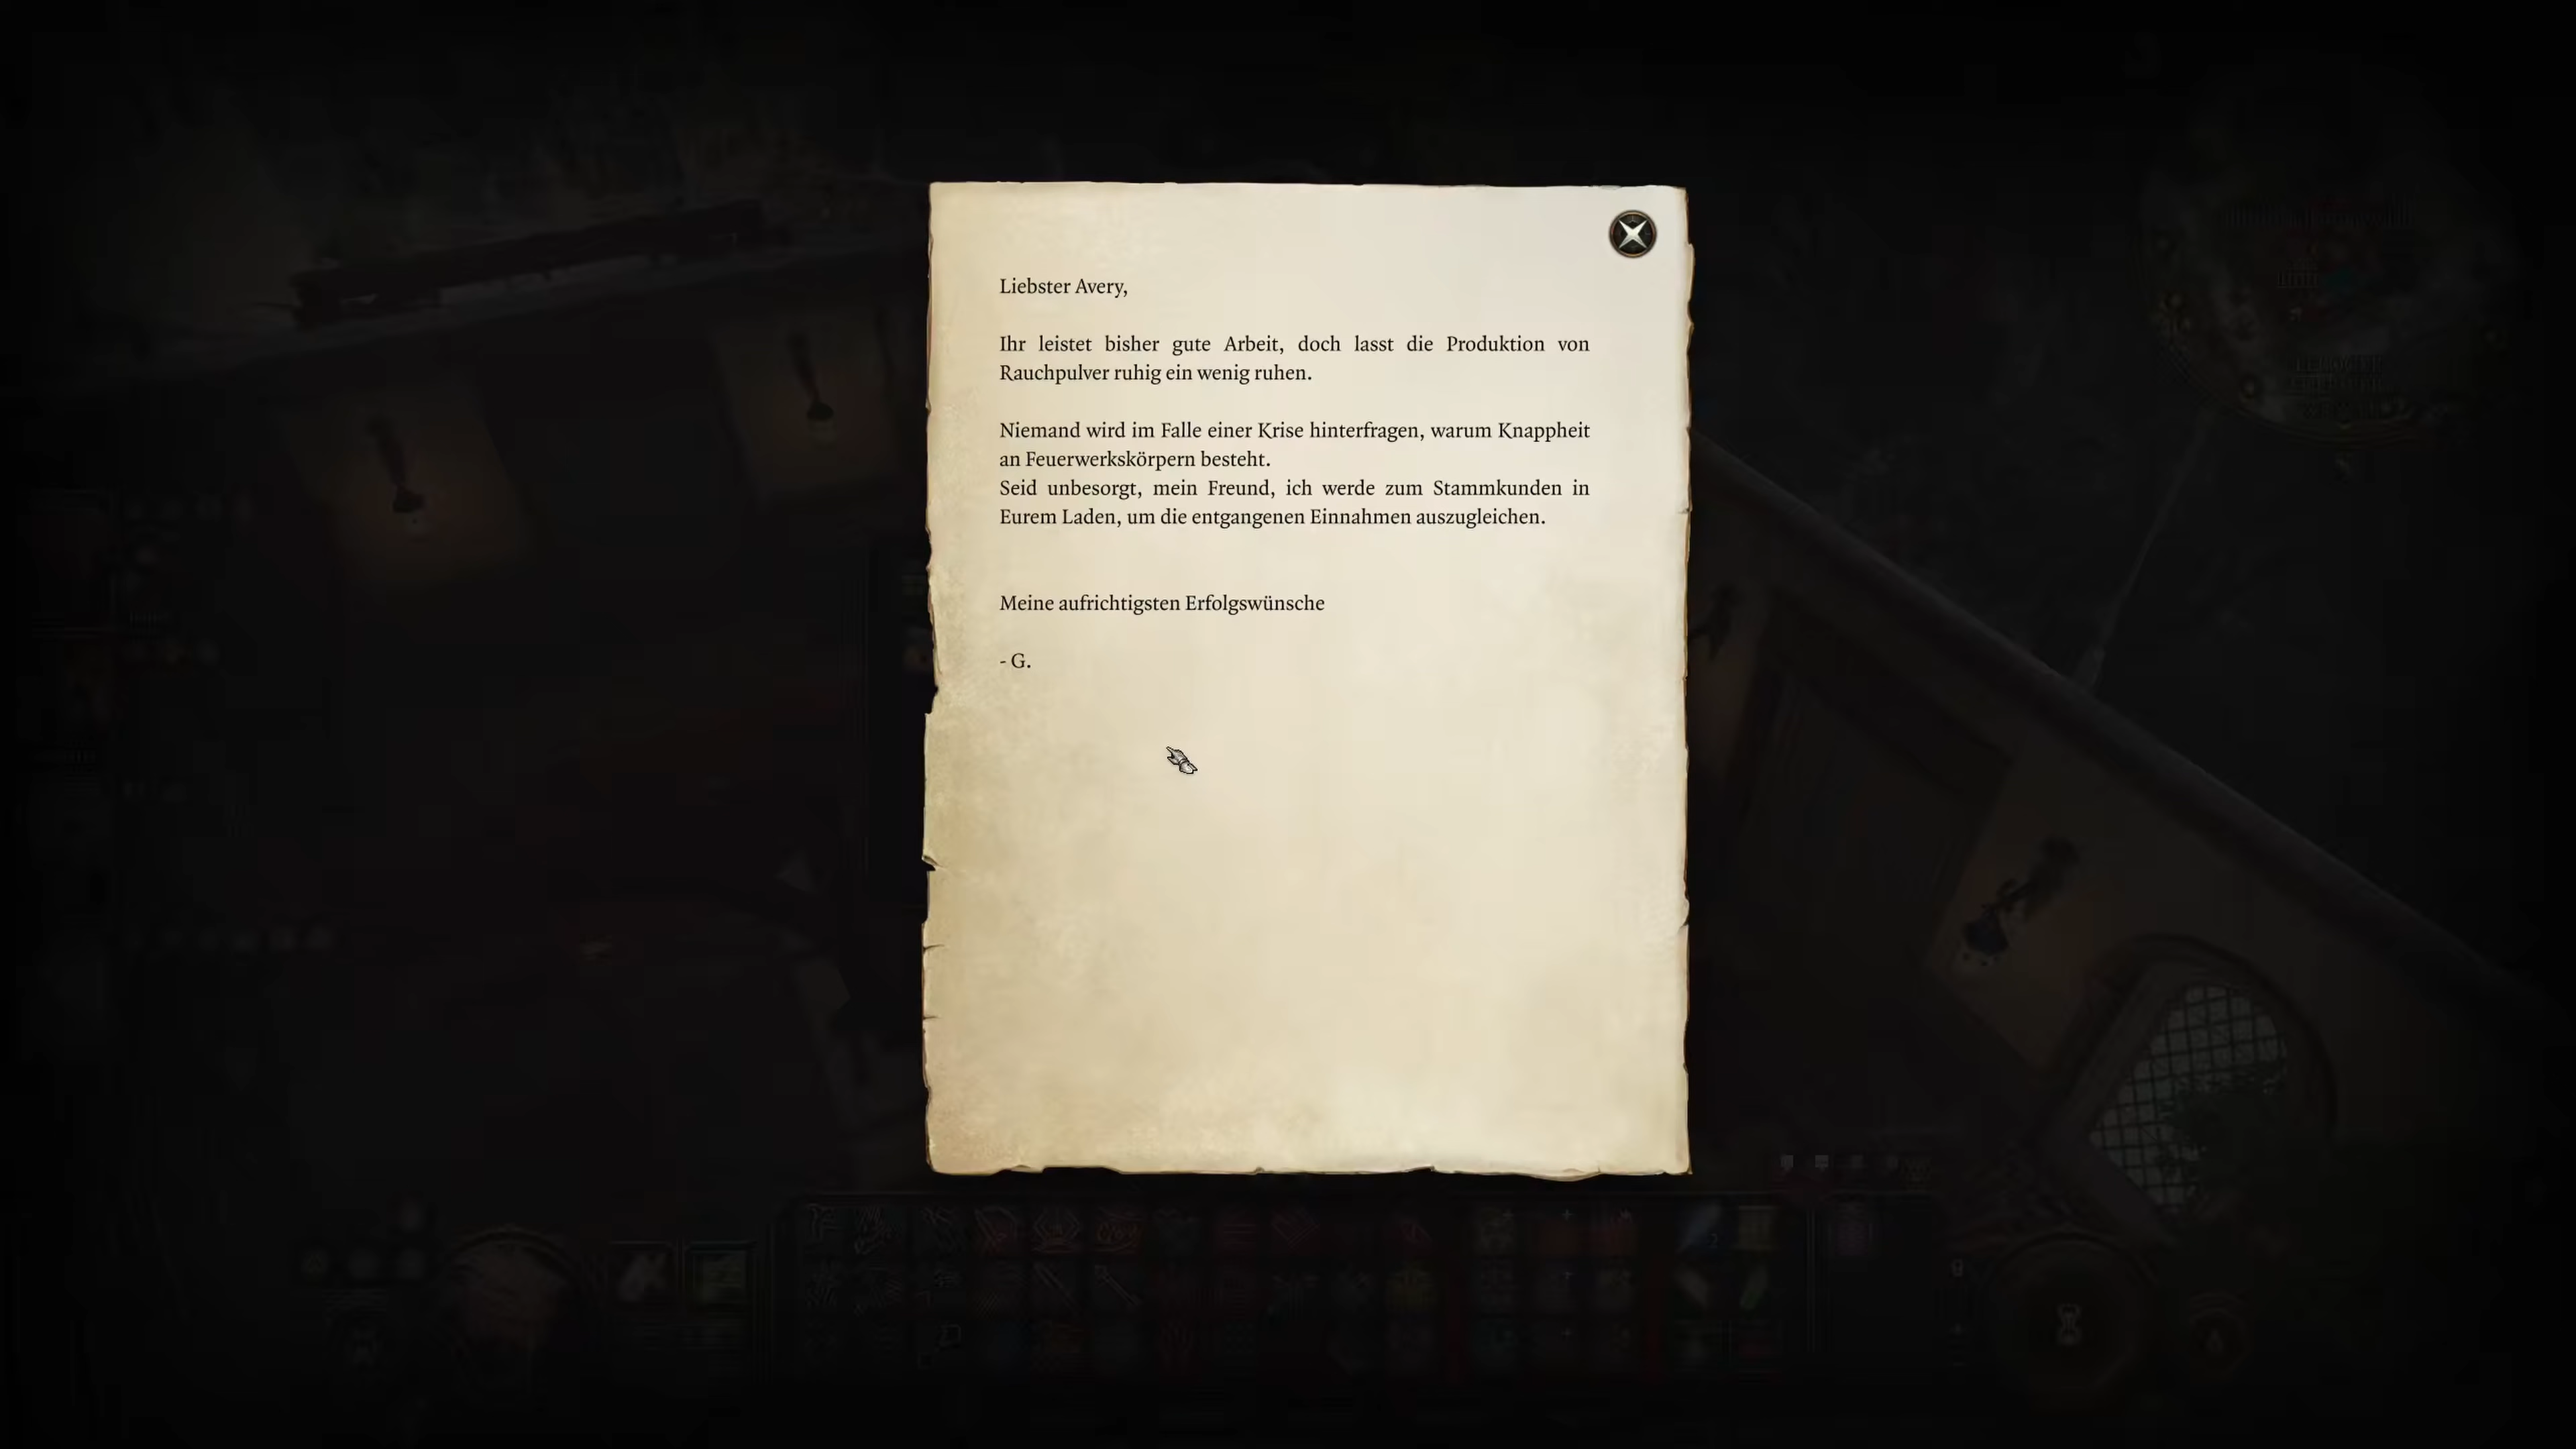 Liebster Avery,
Ihr leistet bisher gute Arbeit, doch lasst die Produktion von
Rauchpulver ruhig ein wenig ruhen.
Niemand wird im Falle einer Krise hinterfragen, warum Knappheit
an Feuerwerkskörpern besteht.
Seid unbesorgt, mein Freund, ich werde zum Stammkunden in
Eurem Laden, um die entgangenen Einnahmen auszugleichen.
Meine aufrichtigsten Erfolgswünsche
- G.